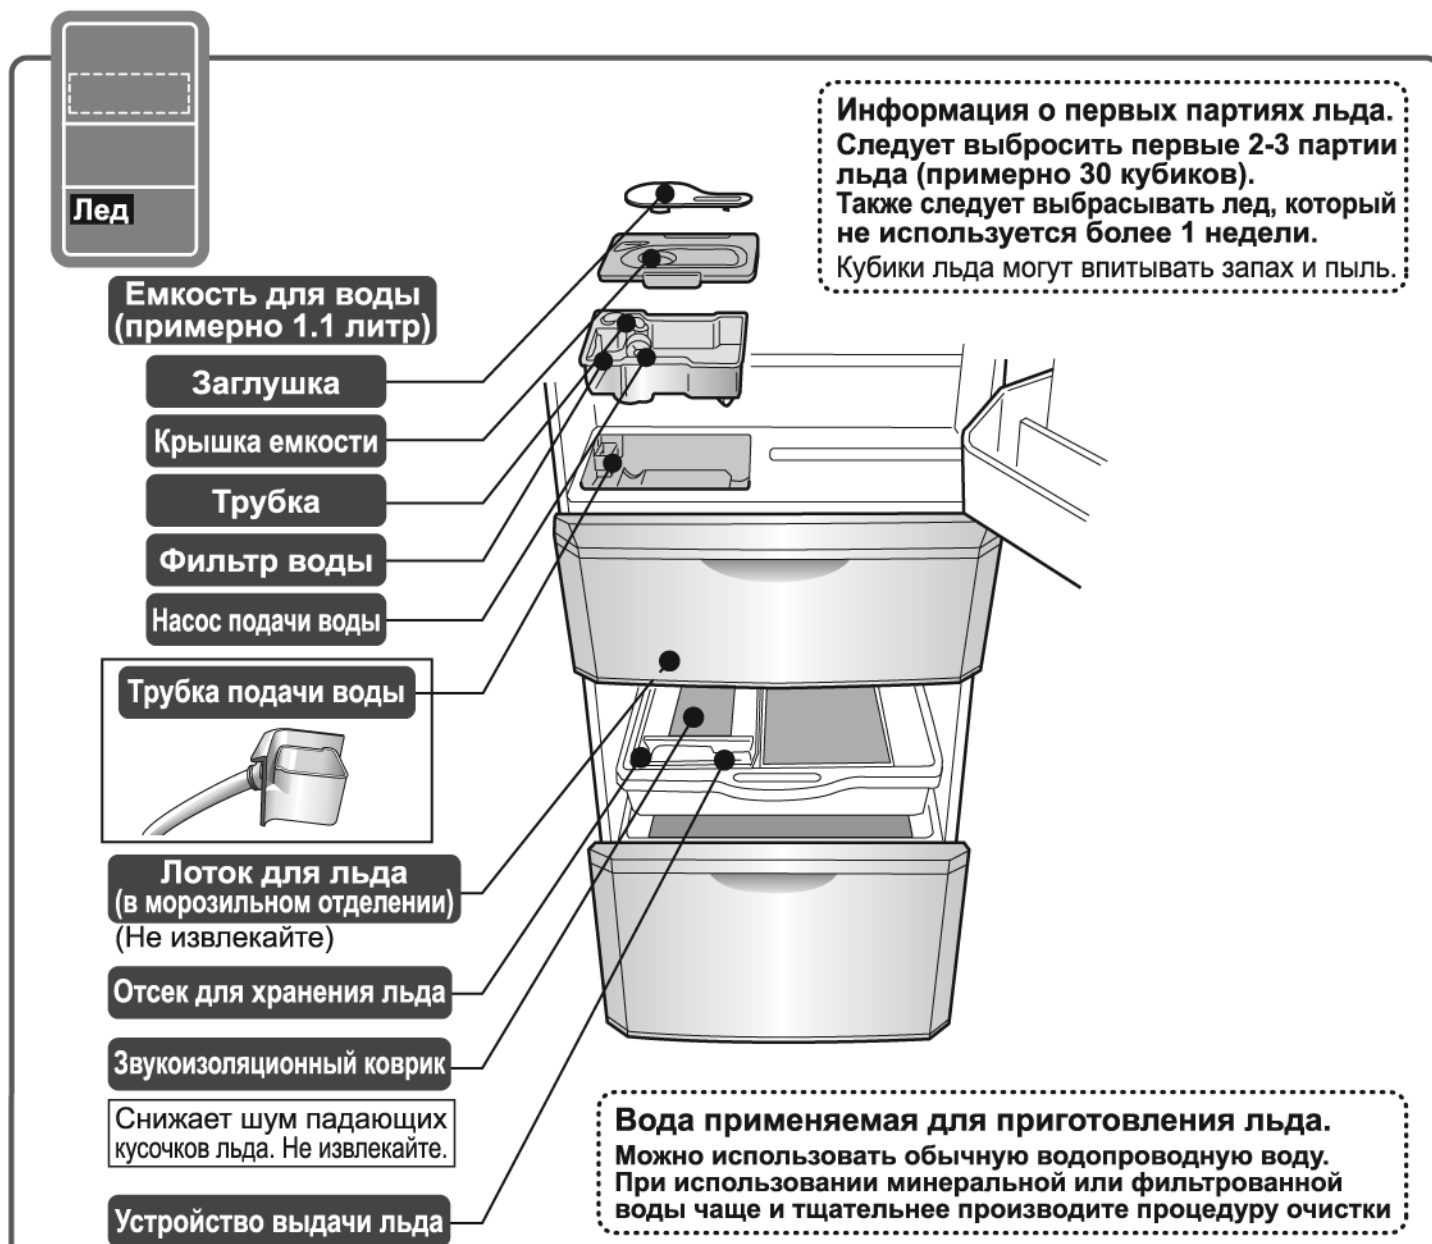 Лед
Информация о первых партиях льда.
Следует выбросить первые 2-3 партии
льда (примерно 30 кубиков).
Также следует выбрасывать лед, который
не используется более 1 недели.
Кубики льда могут впитывать запах и пыль.
Емкость для воды
(примерно 1.1 литр)
Заглушка
Крышка емкости
Трубка
Фильтр воды
Насос подачи воды
Трубка подачи воды
Лоток для льда
(в морозильном отделении)
(Не извлекайте)
Отсек для хранения льда
Звукоизоляционный коврик
Снижает шум падающих
кусочков льда. Не извлекайте.
Устройство выдачи льда
Вода применяемая для приготовления льда.
Можно использовать обычную водопроводную воду.
При использовании минеральной или фильтрованной
воды чаще и тщательнее производите процедуру очистки